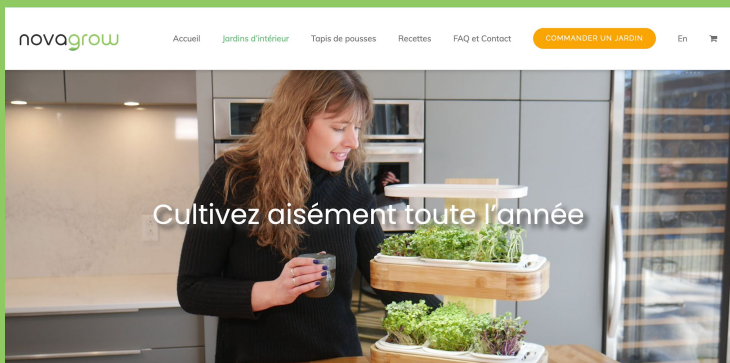 novagrow
Accueil Jardins d'intérieur Tapis de pousses Recettes FAQ et Contact COMMANDER UN JARDIN En
Cultivez aisément toute l'année